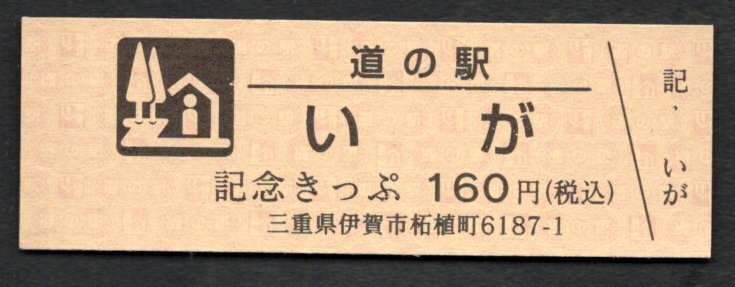 道の駅
いが
記念きっぷ 160円(税込)
三重県伊賀市柘植町6187-1
記．いが